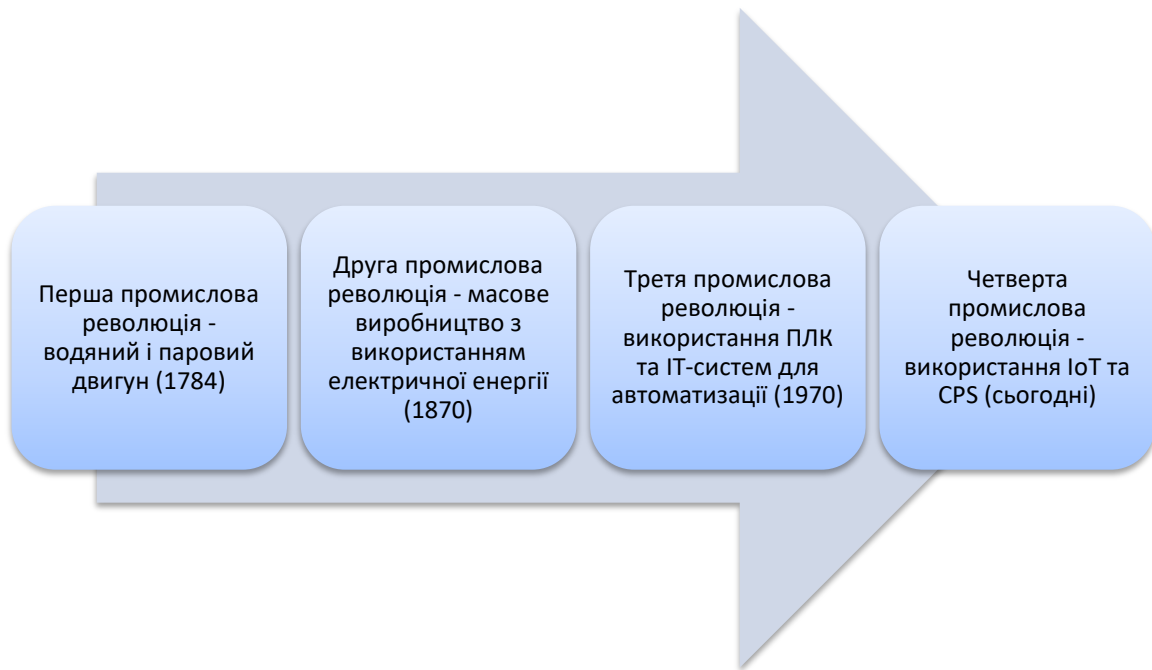 Перша промислова
революція -
водяний і паровий
двигун (1784)
Друга промислова
революція - масове
виробництво з
використанням
електричної енергії
(1870)
Третя промислова
революція -
використання ПЛК
та ІТ-систем для
автоматизації (1970)
Четверта
промислова
революція -
використання IoT та
CPS (сьогодні)